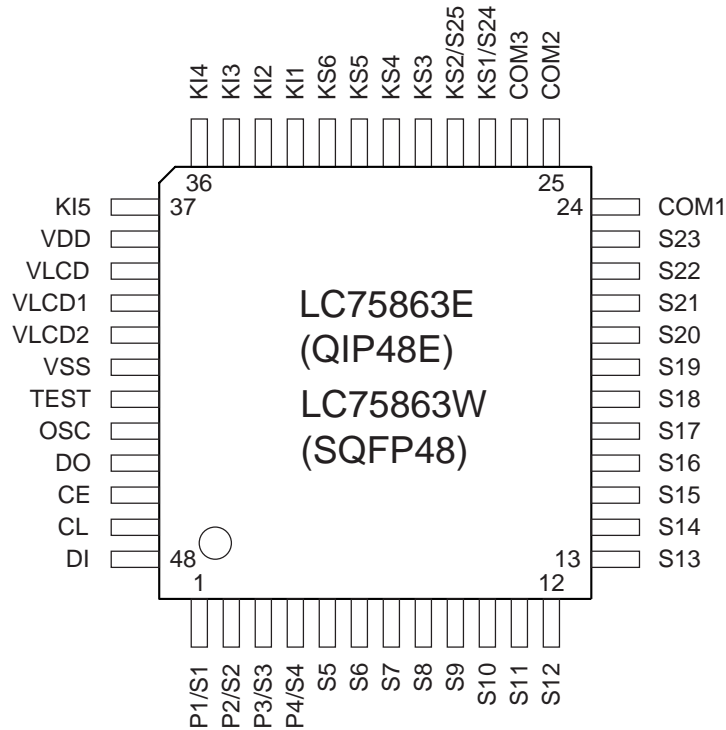 KI4
KI3
KI2
KI1
KS6
KS5
KS4
KS3
KS2/S25
KS1/S24
COM3
COM2
36
25
KI5
37
24
COM1
VDD
S23
VLCD
S22
VLCD1
S21
VLCD2
S20
VSS
S19
TEST
S18
OSC
S17
DO
S16
CE
S15
CL
S14
DI
48
13
S13
LC75863E
(QIP48E)
LC75863W
(SQFP48)
1
12
P1/S1
P2/S2
P3/S3
P4/S4
S5
S6
S7
S8
S9
S10
S11
S12